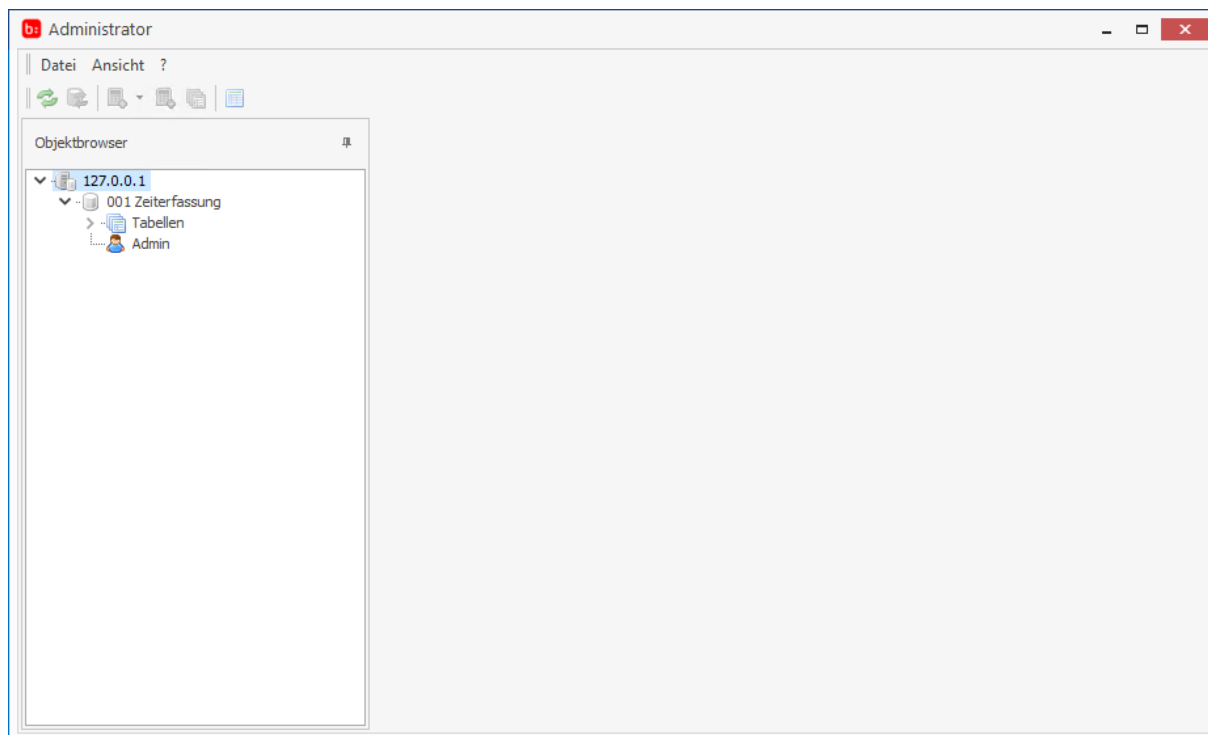 b: Administrator
Datei Ansicht ?
Objektbrowser
127.0.0.1
001 Zeiterfassung
Tabellen
Admin